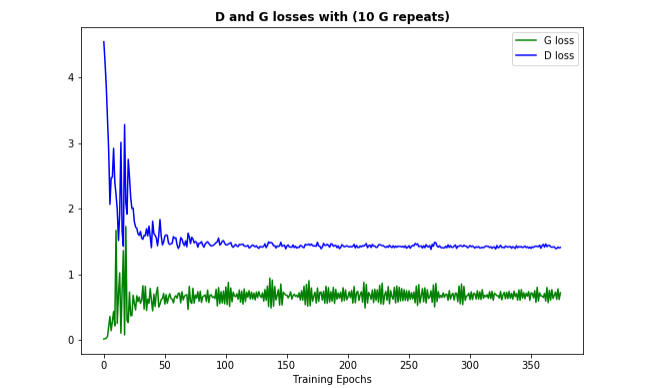 D and G losses with (10 G repeats)
G loss
D loss
4
3
2
1
0
0 50 100 150 200 250 300 350
Training Epochs